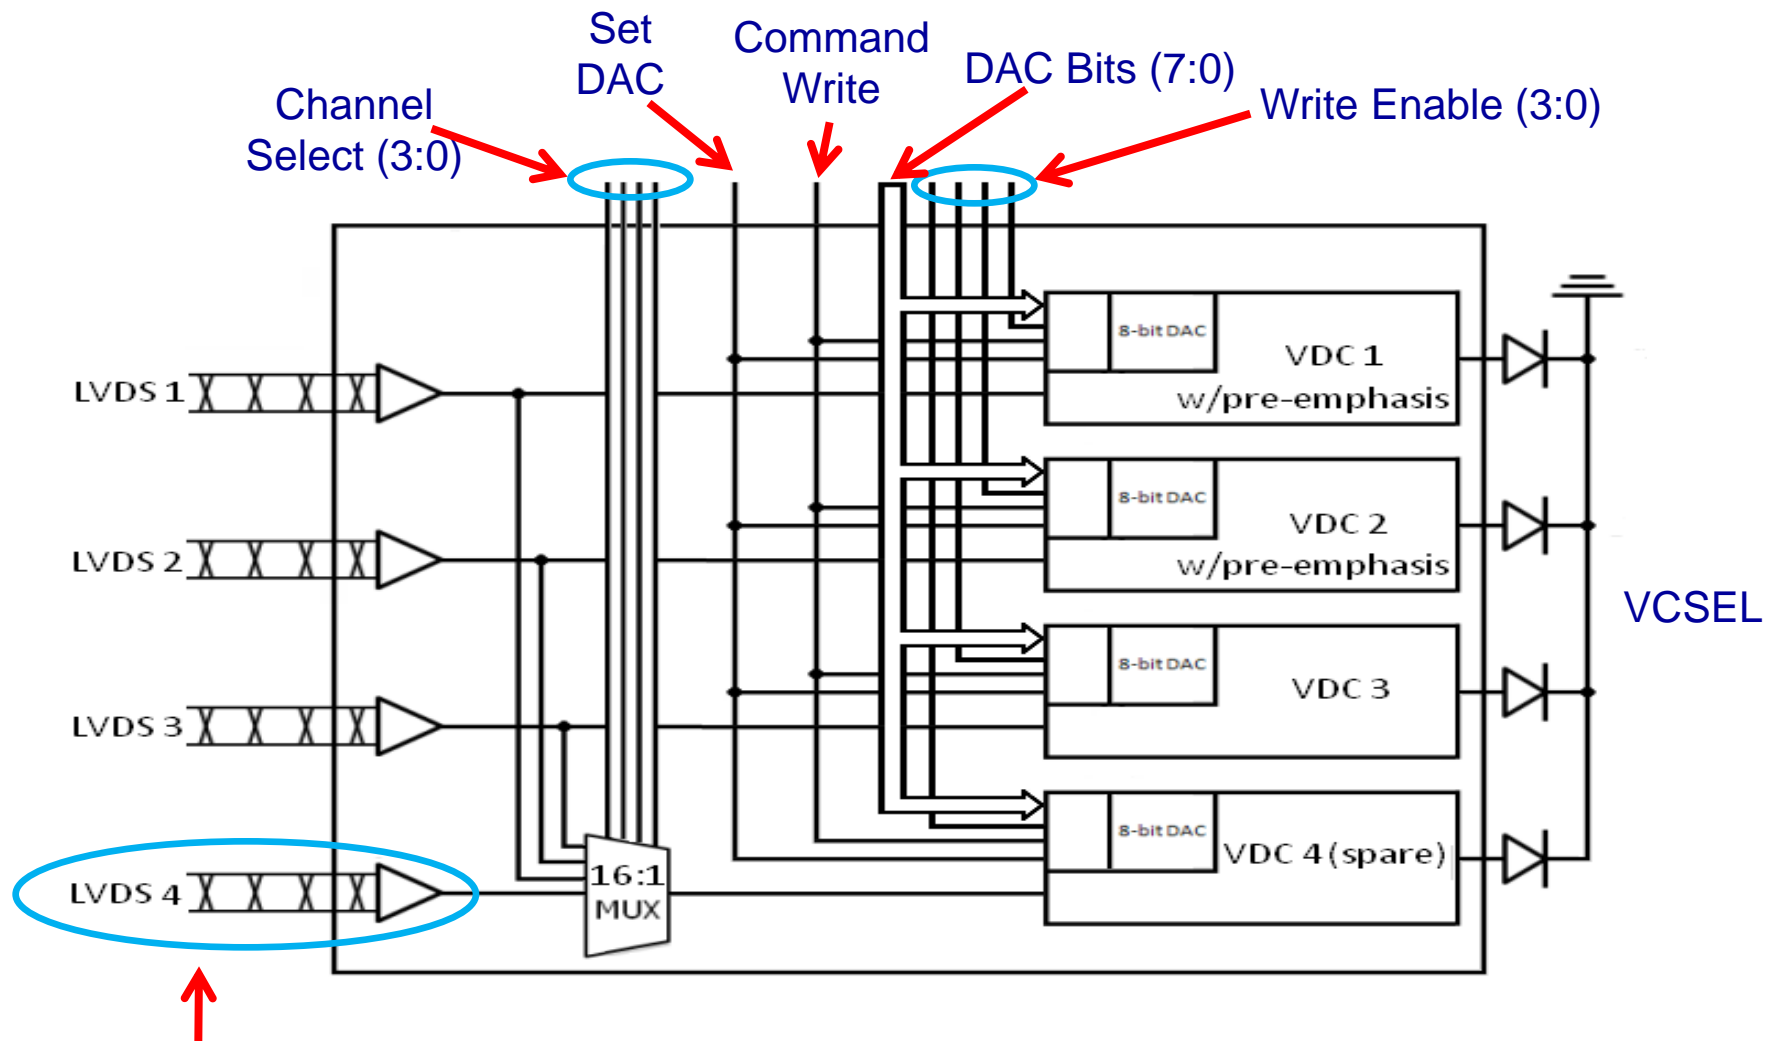 Set
DAC
Command
Write
DAC Bits (7:0)
Channel
Select (3:0)
Write Enable (3:0)
8-bit DAC
VDC 1
w/pre-emphasis
LVDS 1
8-bit DAC
VDC 2
w/pre-emphasis
LVDS 2
VCSEL
8-bit DAC
VDC 3
LVDS 3
8-bit DAC
VDC 4 (spare)
16:1
MUX
LVDS 4